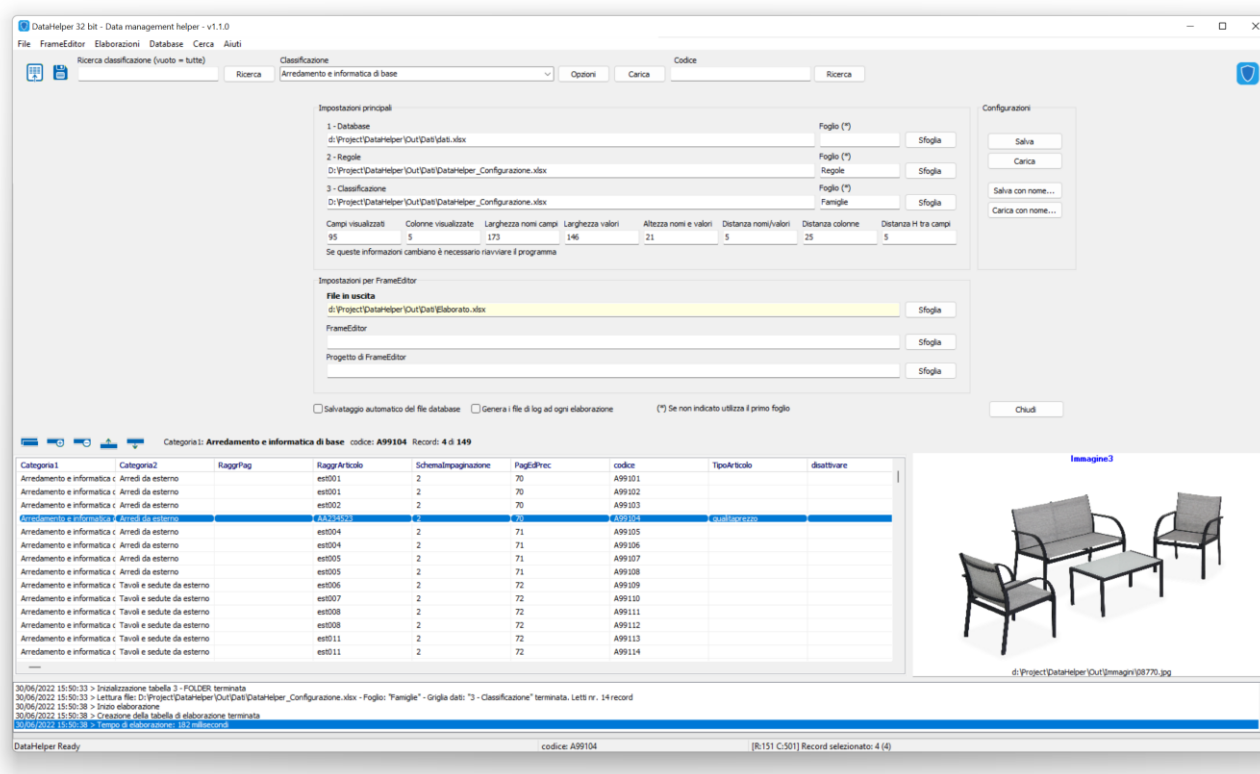 DataHelper 32 bit - Data management helper - v1.1.0
File FrameEditor Elaborazioni Database Cerca Aiuti
Ricerca classificazione (vuoto = tutte) Classificazione Codice
Ricerca Arredamento e informatica di base Opzioni Carica Ricerca
Impostazioni principali Configurazioni
1 - Database Foglio (*)
d:\Project\DataHelper\Out\Dati\dati.xlsx Sfoglia Salva
2 - Regole Foglio (*) Carica
D:\Project\DataHelper\Out\Dati\DataHelper_Configurazione.xlsx Regole Sfoglia
3 - Classificazione Foglio (*) Salva con nome...
D:\Project\DataHelper\Out\Dati\DataHelper_Configurazione.xlsx Famiglie Sfoglia Carica con nome...
Campi visualizzati Colonne visualizzate Larghezza nomi campi Larghezza valori Altezza nomi e valori Distanza nomi/valori Distanza colonne Distanza H tra campi
95 5 173 146 21 5 25 5
Se queste informazioni cambiano è necessario riavviare il programma
Impostazioni per FrameEditor
File in uscita
d:\Project\DataHelper\Out\Dati\Elaborato.xlsx Sfoglia
FrameEditor
Sfoglia
Progetto di FrameEditor
Sfoglia
Salvataggio automatico del file database Genera i file di log ad ogni elaborazione (*) Se non indicato utilizza il primo foglio Chiudi
Categoria1: Arredamento e informatica di base codice: A99104 Record: 4 di 149
Categoria1 Categoria2 RaggrPag RaggrArticolo SchemaImpaginazione PagEdPrec codice TipoArticolo disattivare Immagine3
Arredamento e informatica c Arredi da esterno est001 2 70 A99101
Arredamento e informatica c Arredi da esterno est001 2 70 A99102
Arredamento e informatica c Arredi da esterno est002 2 70 A99103
Arredamento e informatica c Arredi da esterno AA234523 2 70 A99104 qualitaprezzo
Arredamento e informatica c Arredi da esterno est004 2 71 A99105
Arredamento e informatica c Arredi da esterno est004 2 71 A99106
Arredamento e informatica c Arredi da esterno est005 2 71 A99107
Arredamento e informatica c Arredi da esterno est005 2 71 A99108
Arredamento e informatica c Tavoli e sedute da esterno est006 2 72 A99109
Arredamento e informatica c Tavoli e sedute da esterno est007 2 72 A99110
Arredamento e informatica c Tavoli e sedute da esterno est008 2 72 A99111
Arredamento e informatica c Tavoli e sedute da esterno est008 2 72 A99112
Arredamento e informatica c Tavoli e sedute da esterno est011 2 72 A99113
Arredamento e informatica c Tavoli e sedute da esterno est011 2 72 A99114
d:\Project\DataHelper\Out\Immagini\08770.jpg
30/06/2022 15:50:33 > Inizializzazione tabella 3 - FOLDER terminata
30/06/2022 15:50:33 > Lettura file: D:\Project\DataHelper\Out\Dati\DataHelper_Configurazione.xlsx - Foglio: "Famiglie" - Griglia dati: "3 - Classificazione" terminata. Letti nr. 14 record
30/06/2022 15:50:38 > Inizio elaborazione
30/06/2022 15:50:38 > Creazione della tabella di elaborazione terminata
30/06/2022 15:50:38 > Tempo di elaborazione: 182 millisecondi
DataHelper Ready codice: A99104 [R:151 C:501] Record selezionato: 4 (4)